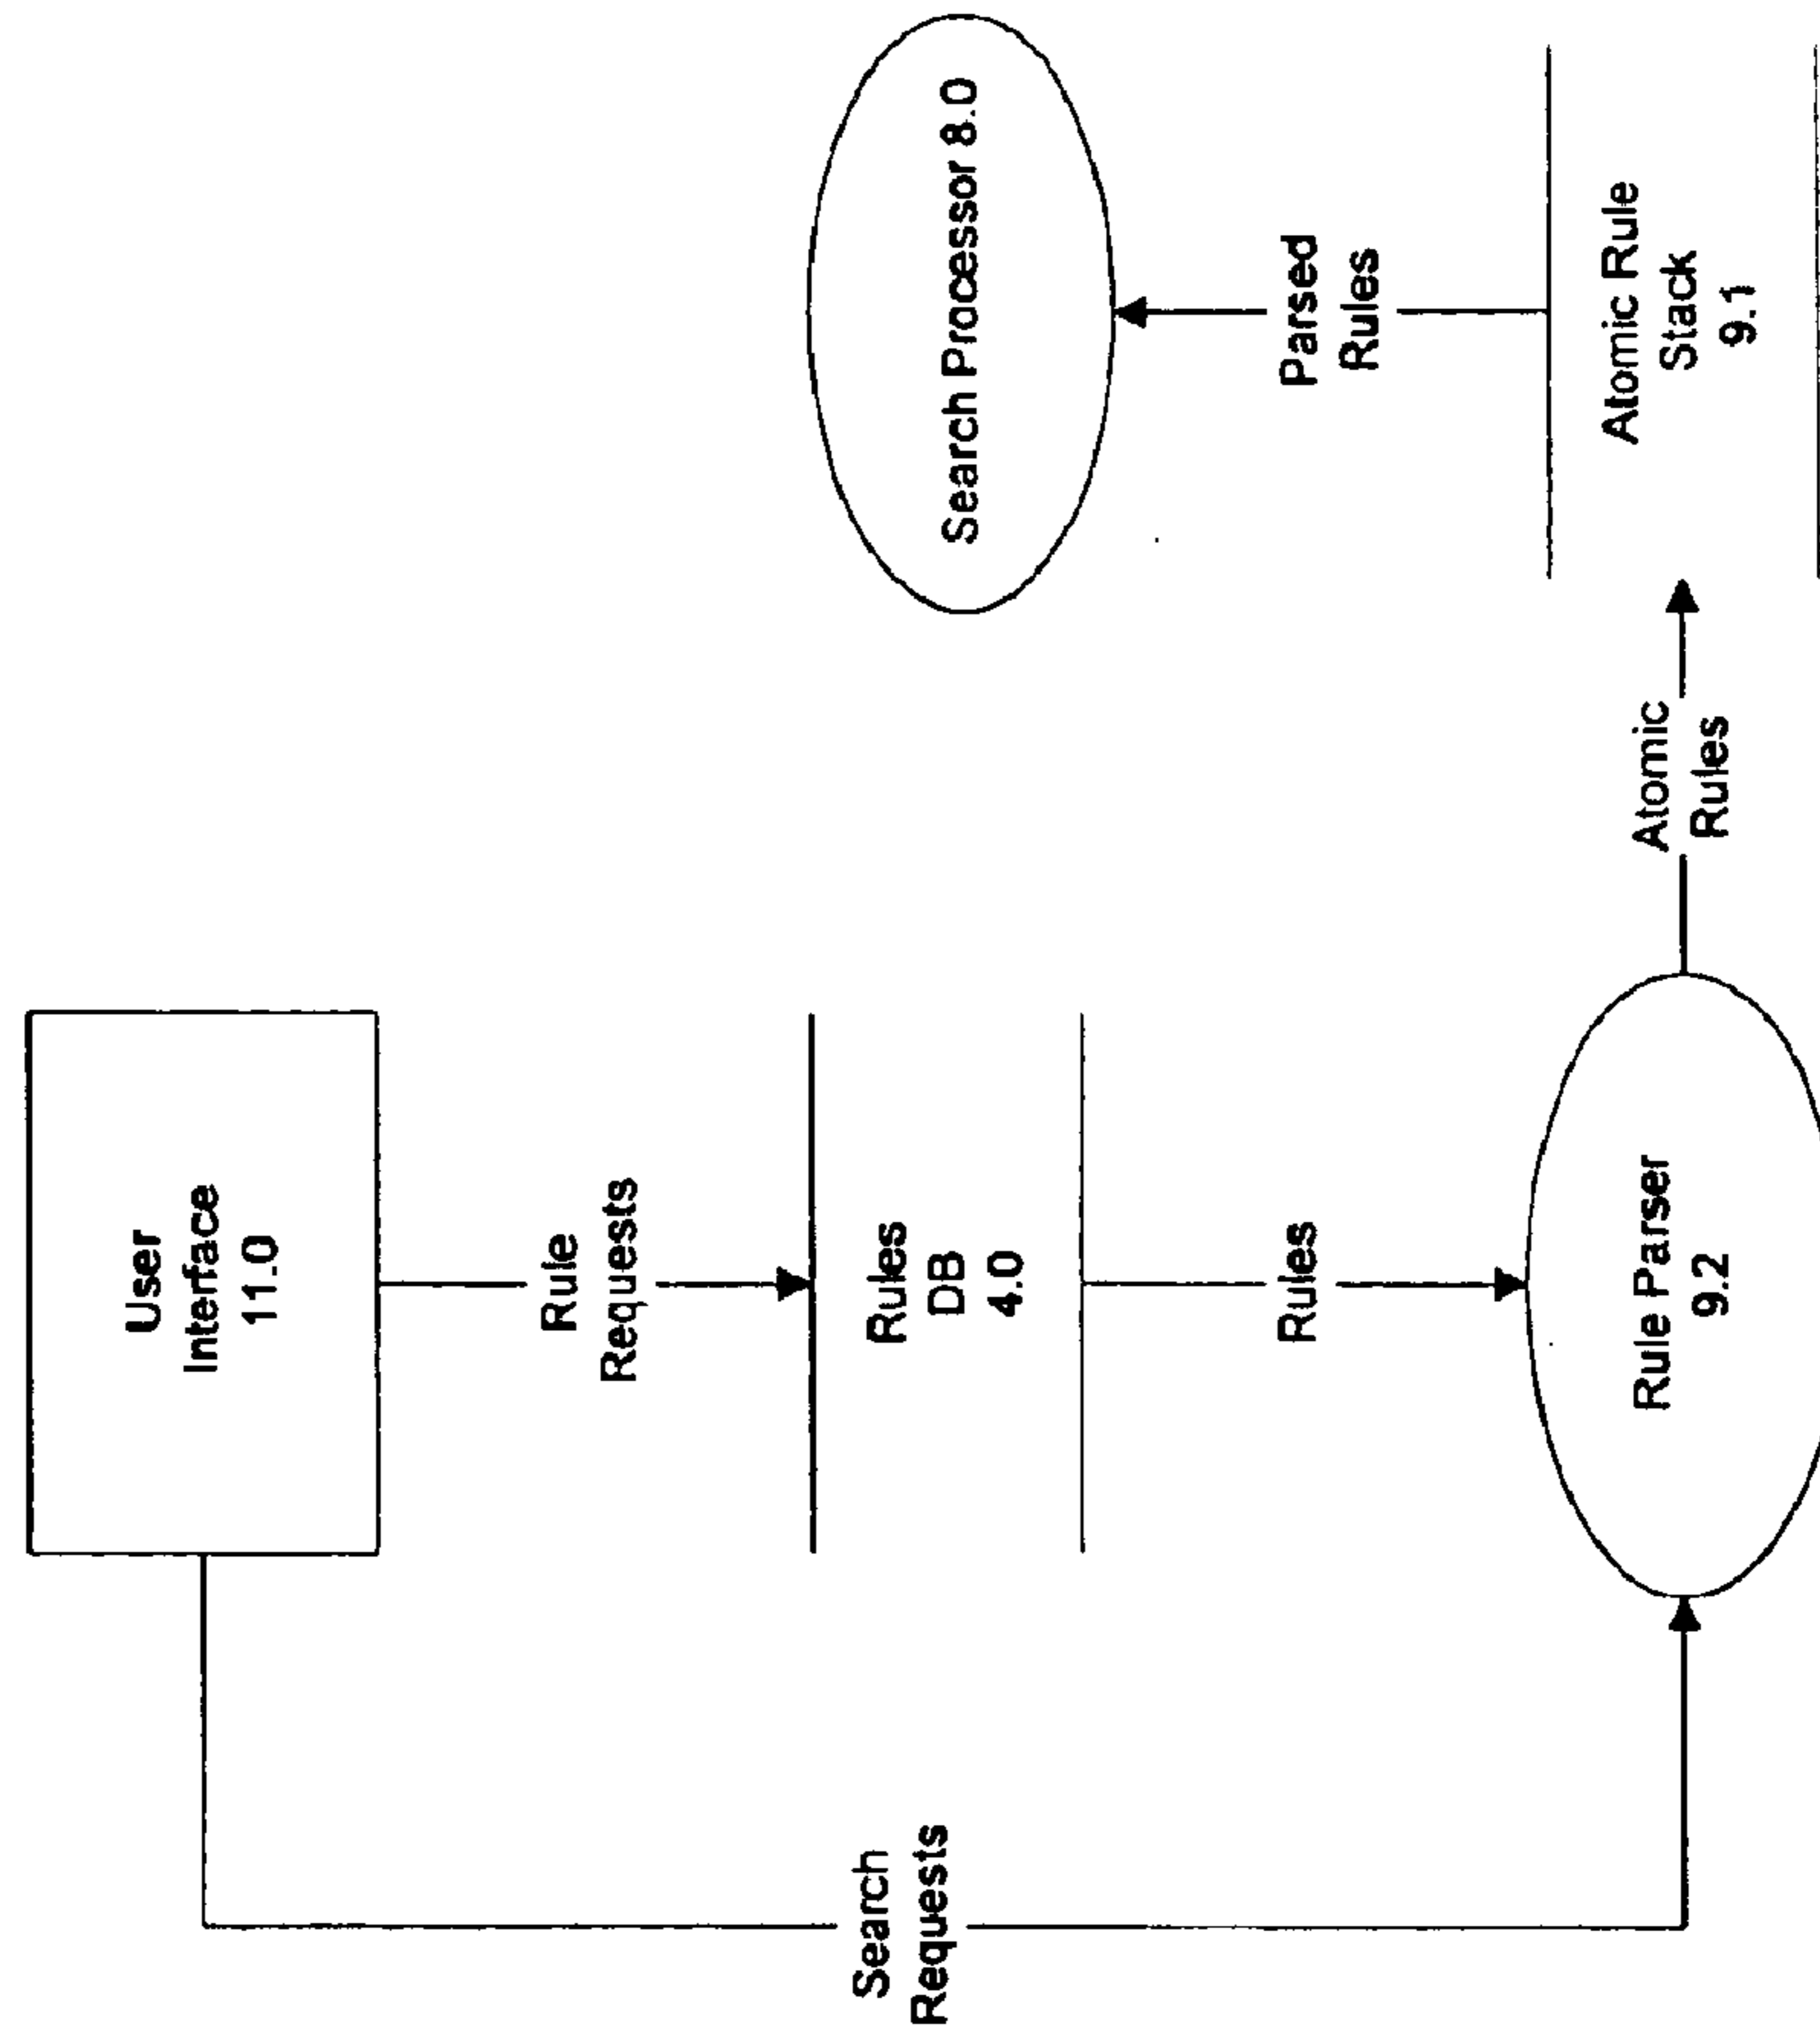 User
Interface
11.0
Rule
Requests
Search
Requests
Rules
DB
4.0
Search Processor 8.0
Rules
Parsed
Rules
Rule Parser
9.2
Atomic
Rules
Atomic Rule
Stack
9.1